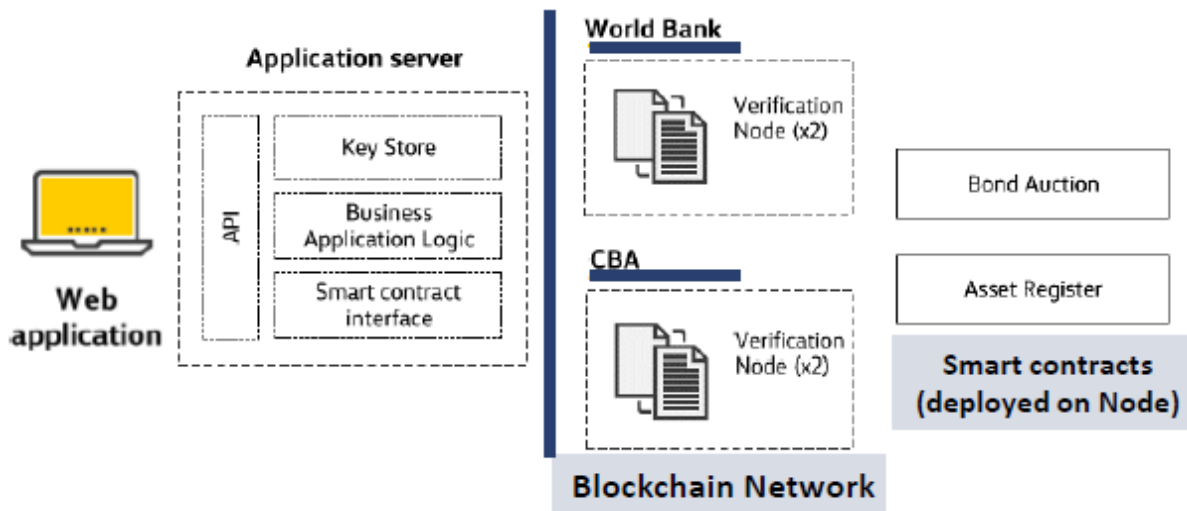 Application server
API
Key Store
Business
Application Logic
Smart contract
interface
Web
application
World Bank
Verification
Node (x2)
CBA
Verification
Node (x2)
Blockchain Network
Bond Auction
Asset Register
Smart contracts
(deployed on Node)